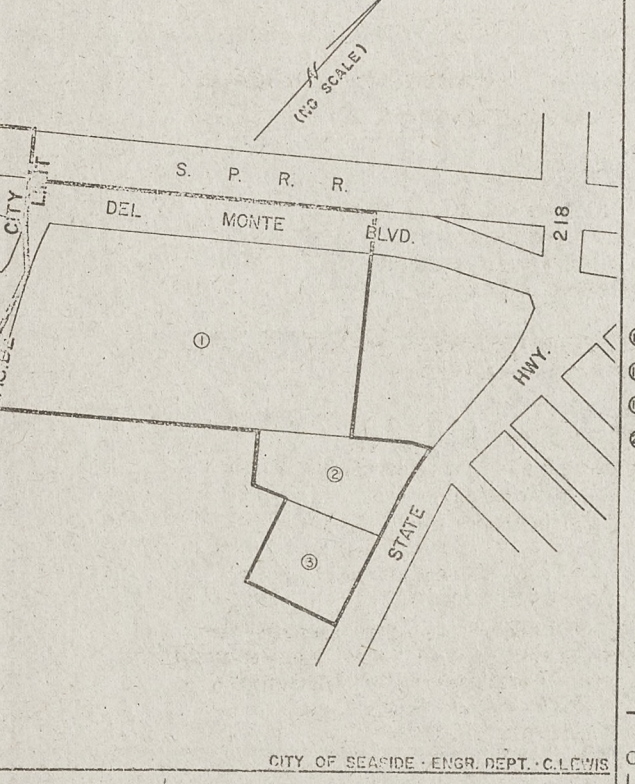 N
(NO SCALE)
S. P. R. R.
CITY
LIMIT
DEL MONTE BLVD.
218
①
HWY.
②
STATE
③
CITY OF SEASIDE · ENGR. DEPT. · C. LEWIS